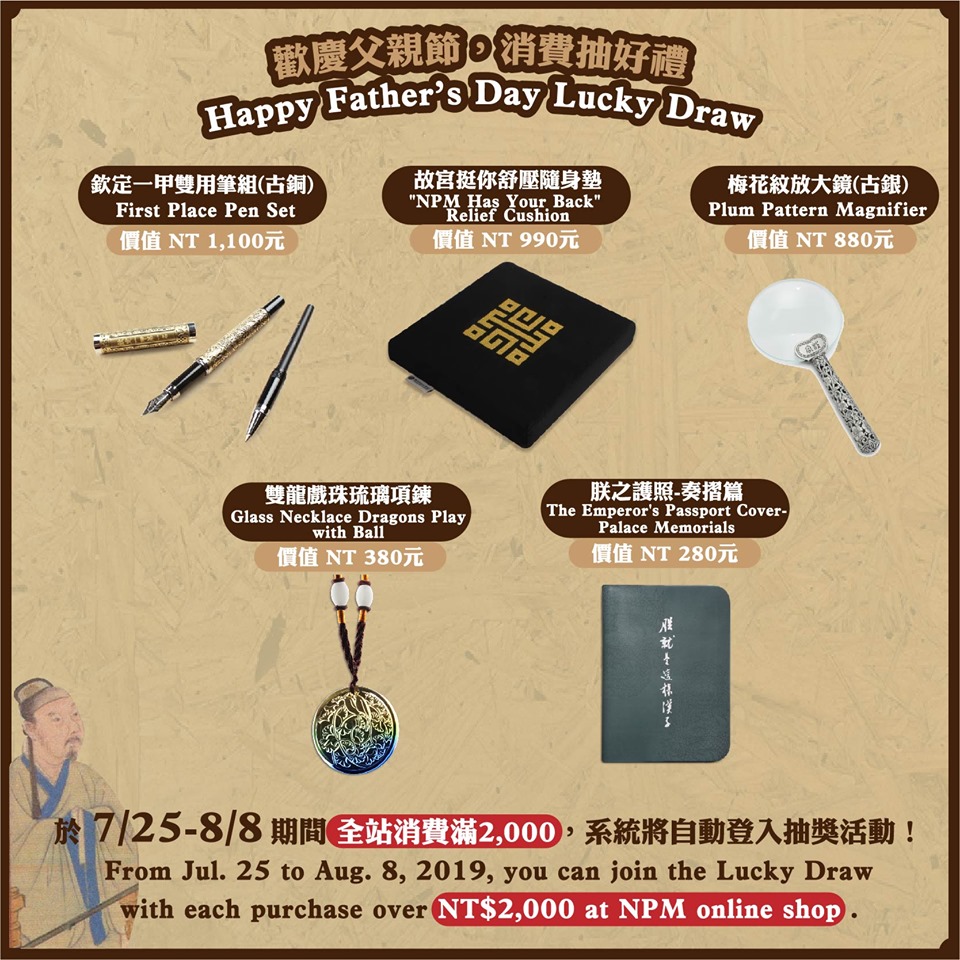 歡慶父親節，消費抽好禮
Happy Father's Day Lucky Draw
欽定一甲雙用筆組(古銅)
First Place Pen Set
價值 NT 1,100元
故宮挺你舒壓隨身墊
"NPM Has Your Back"
Relief Cushion
價值 NT 990元
梅花紋放大鏡(古銀)
Plum Pattern Magnifier
價值 NT 880元
雙龍戲珠琉璃項鍊
Glass Necklace Dragons Play
with Ball
價值 NT 380元
朕之護照-奏摺篇
The Emperor's Passport Cover-
Palace Memorials
價值 NT 280元
朕就是這樣漢子
於 7/25-8/8 期間 全站消費滿2,000，系統將自動登入抽獎活動！
From Jul. 25 to Aug. 8, 2019, you can join the Lucky Draw
with each purchase over NT$2,000 at NPM online shop.